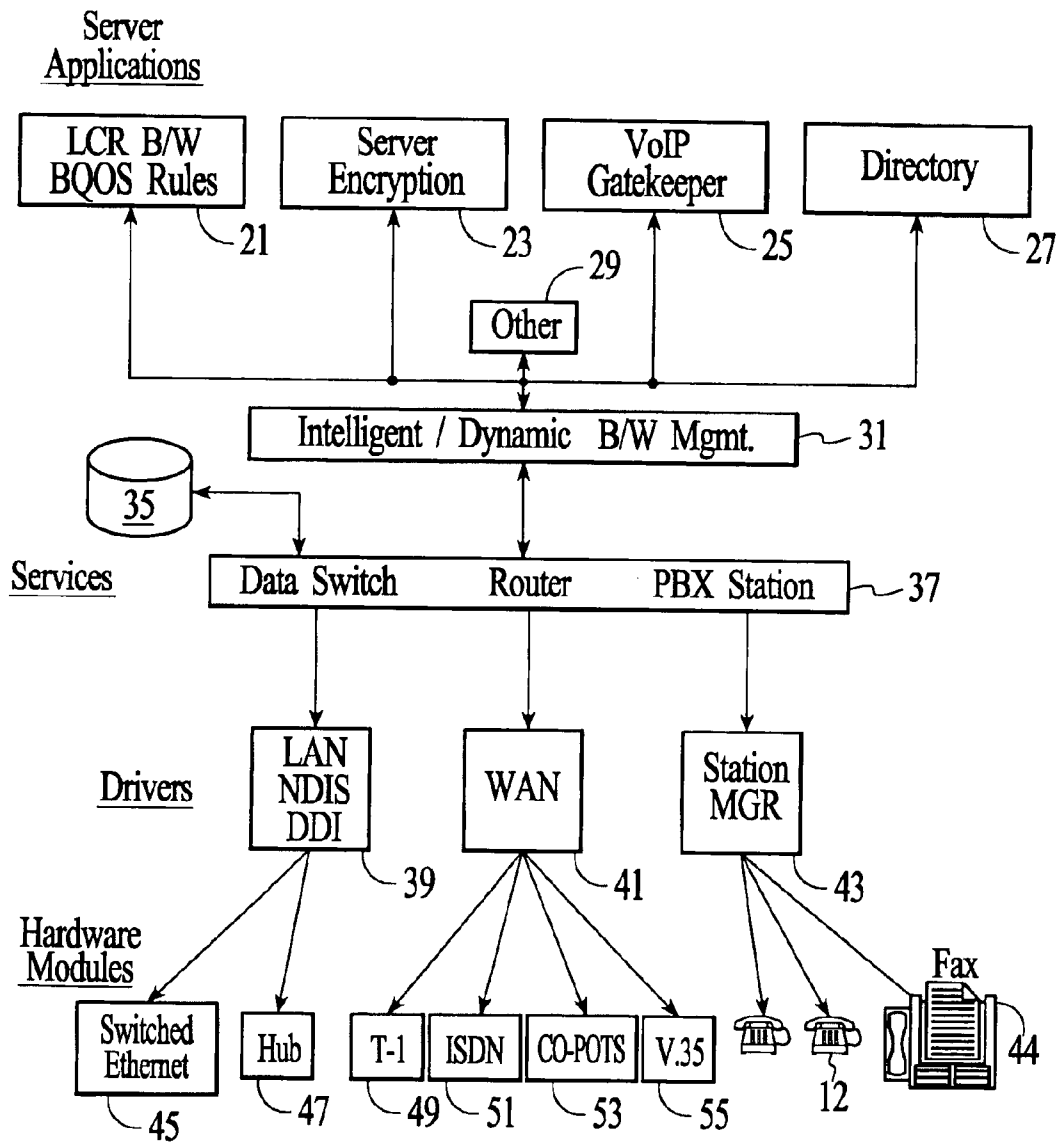 Server
Applications
LCR B/W
BQOS Rules
Server
Encryption
VoIP
Gatekeeper
Directory
21
23
25
27
29
Other
Intelligent / Dynamic B/W Mgmt.
31
35
Services
Data Switch Router PBX Station
37
Drivers
LAN
NDIS
DDI
WAN
Station
MGR
39
41
43
Hardware
Modules
Fax
Switched
Ethernet
Hub
T-1
ISDN
CO-POTS
V.35
44
45
47
49
51
53
55
12